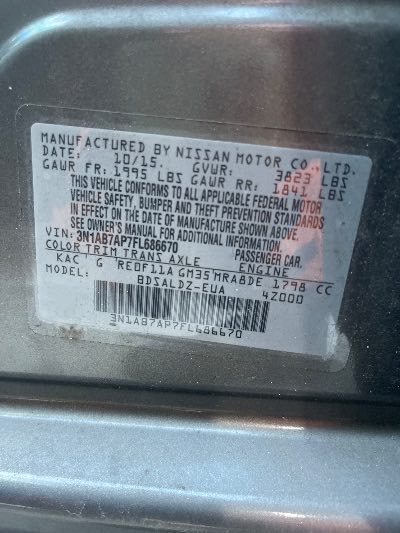 MANUFACTURED BY NISSAN MOTOR CO., LTD.
DATE: 10/15. GVWR: 3823 LBS
GAWR FR: 1995 LBS GAWR RR: 1841 LBS
THIS VEHICLE CONFORMS TO ALL APPLICABLE FEDERAL MOTOR
VEHICLE SAFETY, BUMPER AND THEFT PREVENTION STANDARDS
IN EFFECT ON THE DATE OF MANUFACTURE SHOWN ABOVE.
SEE OWNER'S MANUAL FOR ADDITIONAL INFORMATION
VIN: 3N1AB7AP7FL686670 PASSENGER CAR.
COLOR TRIM TRANS AXLE ENGINE
KAC G RE0F11A GM35 MRA8DE 1798 CC
MODEL: BDSALDZ-EUA 4Z000
3N1AB7AP7FL686670